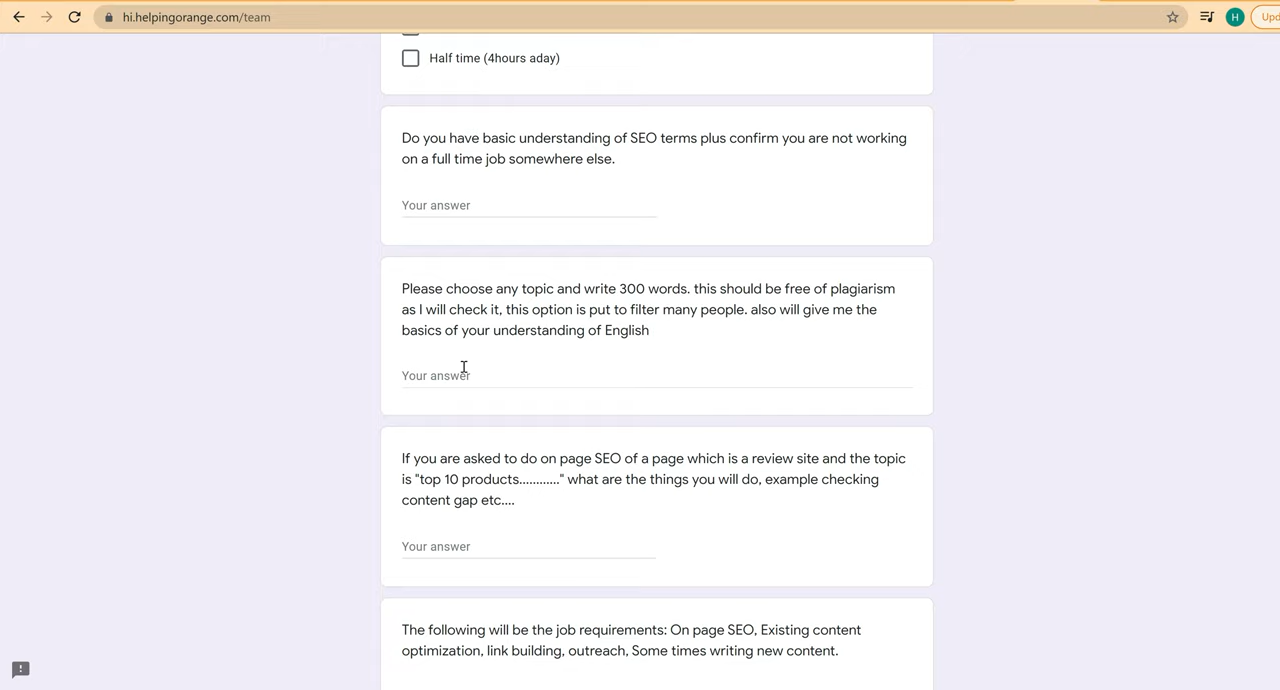 hi.helpingorange.com/team
H
Upd
Half time (4hours aday)
Do you have basic understanding of SEO terms plus confirm you are not working
on a full time job somewhere else.
Your answer
Please choose any topic and write 300 words. this should be free of plagiarism
as I will check it, this option is put to filter many people. also will give me the
basics of your understanding of English
Your answer
If you are asked to do on page SEO of a page which is a review site and the topic
is "top 10 products............" what are the things you will do, example checking
content gap etc....
Your answer
The following will be the job requirements: On page SEO, Existing content
optimization, link building, outreach, Some times writing new content.